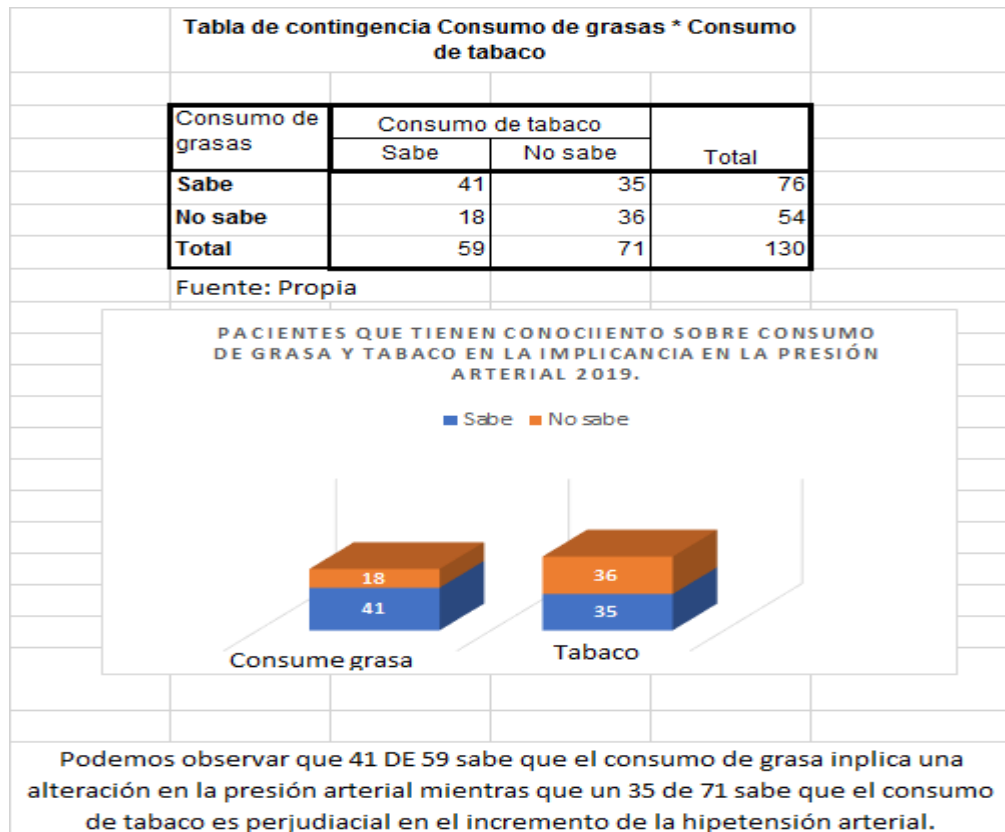 Tabla de contingencia Consumo de grasas * Consumo
de tabaco
Consumo de
grasas
Consumo de tabaco
Sabe No sabe Total
Sabe 41 35 76
No sabe 18 36 54
Total 59 71 130
Fuente: Propia
PACIENTES QUE TIENEN CONOCIIENTO SOBRE CONSUMO
DE GRASA Y TABACO EN LA IMPLICANCIA EN LA PRESIÓN
ARTERIAL 2019.
Sabe No sabe
18 36
41 35
Consume grasa Tabaco
Podemos observar que 41 DE 59 sabe que el consumo de grasa inplica una
alteración en la presión arterial mientras que un 35 de 71 sabe que el consumo
de tabaco es perjudiacial en el incremento de la hipetensión arterial.